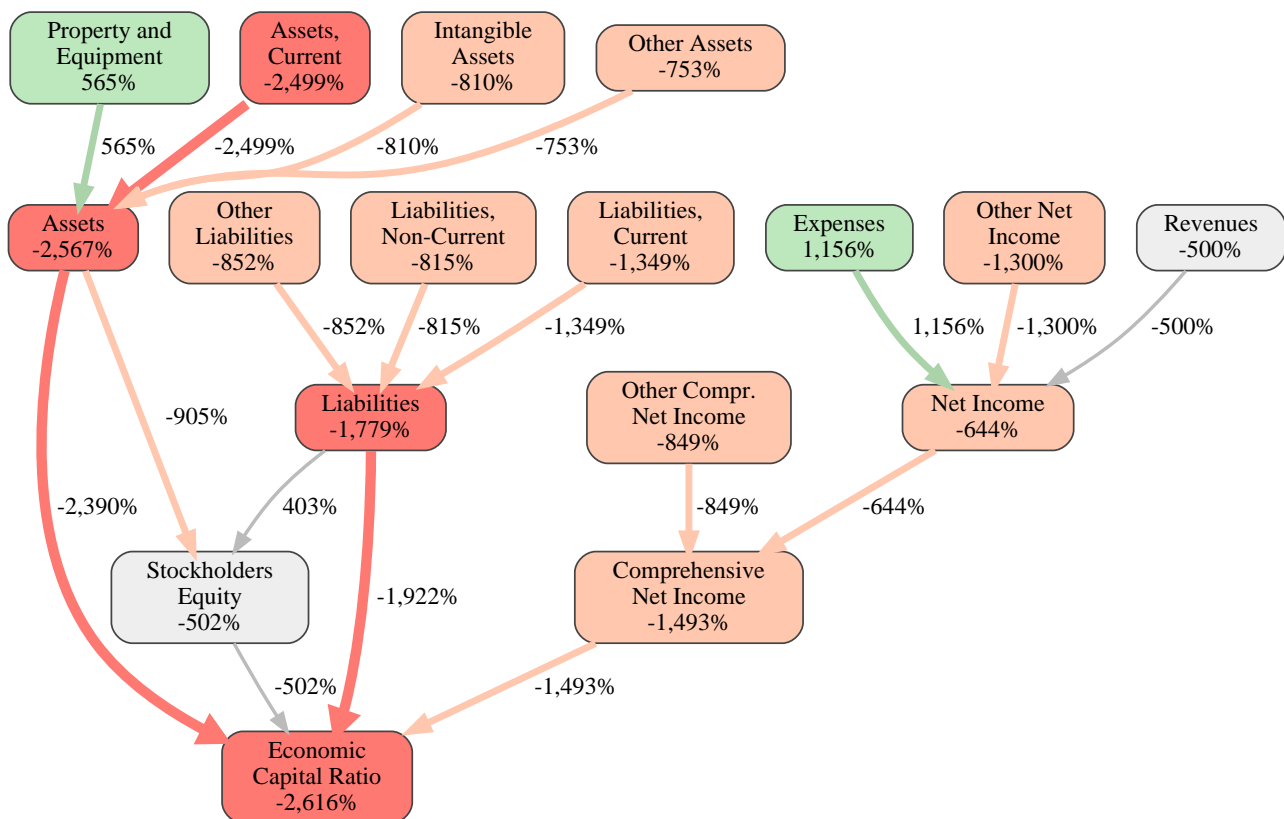 Property and
Equipment
565%
Assets,
Current
-2,499%
Intangible
Assets
-810%
Other Assets
-753%
565%
-2,499%
-810%
-753%
Assets
-2,567%
Other
Liabilities
-852%
Liabilities,
Non-Current
-815%
Liabilities,
Current
-1,349%
Expenses
1,156%
Other Net
Income
-1,300%
Revenues
-500%
-852%
-815%
-1,349%
1,156%
-1,300%
-500%
-905%
Liabilities
-1,779%
Other Compr.
Net Income
-849%
Net Income
-644%
-2,390%
403%
-849%
-644%
Stockholders
Equity
-502%
-1,922%
Comprehensive
Net Income
-1,493%
-502%
-1,493%
Economic
Capital Ratio
-2,616%